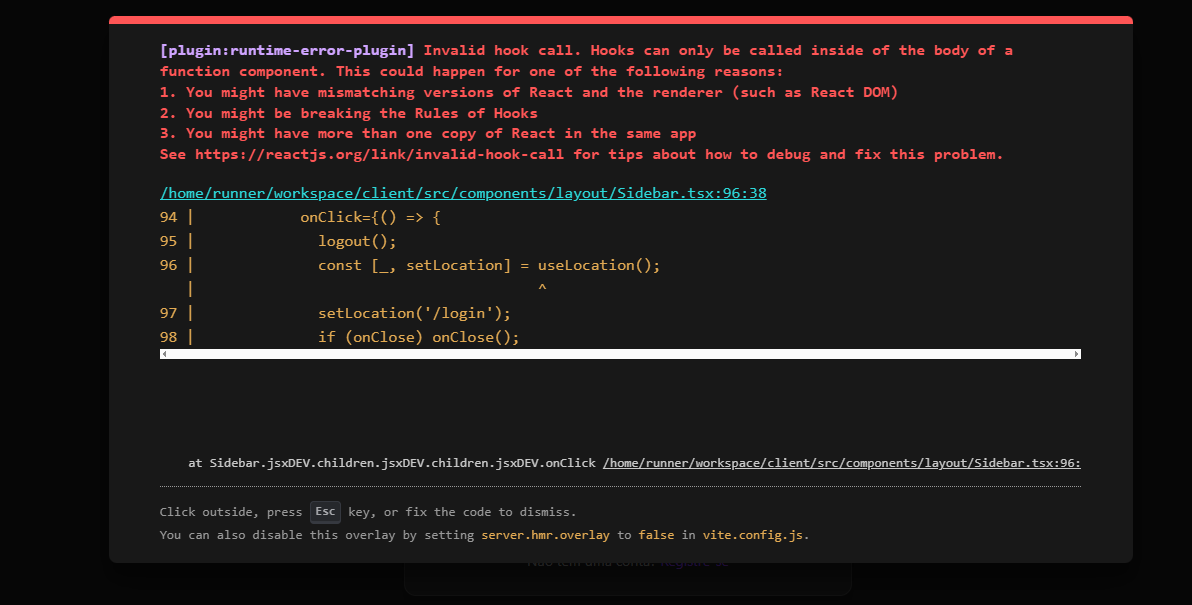 [plugin:runtime-error-plugin] Invalid hook call. Hooks can only be called inside of the body of a
function component. This could happen for one of the following reasons:
1. You might have mismatching versions of React and the renderer (such as React DOM)
2. You might be breaking the Rules of Hooks
3. You might have more than one copy of React in the same app
See https://reactjs.org/link/invalid-hook-call for tips about how to debug and fix this problem.
/home/runner/workspace/client/src/components/layout/Sidebar.tsx:96:38
94 |            onClick={() => {
95 |              logout();
96 |              const [_, setLocation] = useLocation();
   |                                       ^
97 |              setLocation('/login');
98 |              if (onClose) onClose();
at Sidebar.jsxDEV.children.jsxDEV.children.jsxDEV.onClick /home/runner/workspace/client/src/components/layout/Sidebar.tsx:96:
Click outside, press Esc key, or fix the code to dismiss.
You can also disable this overlay by setting server.hmr.overlay to false in vite.config.js.